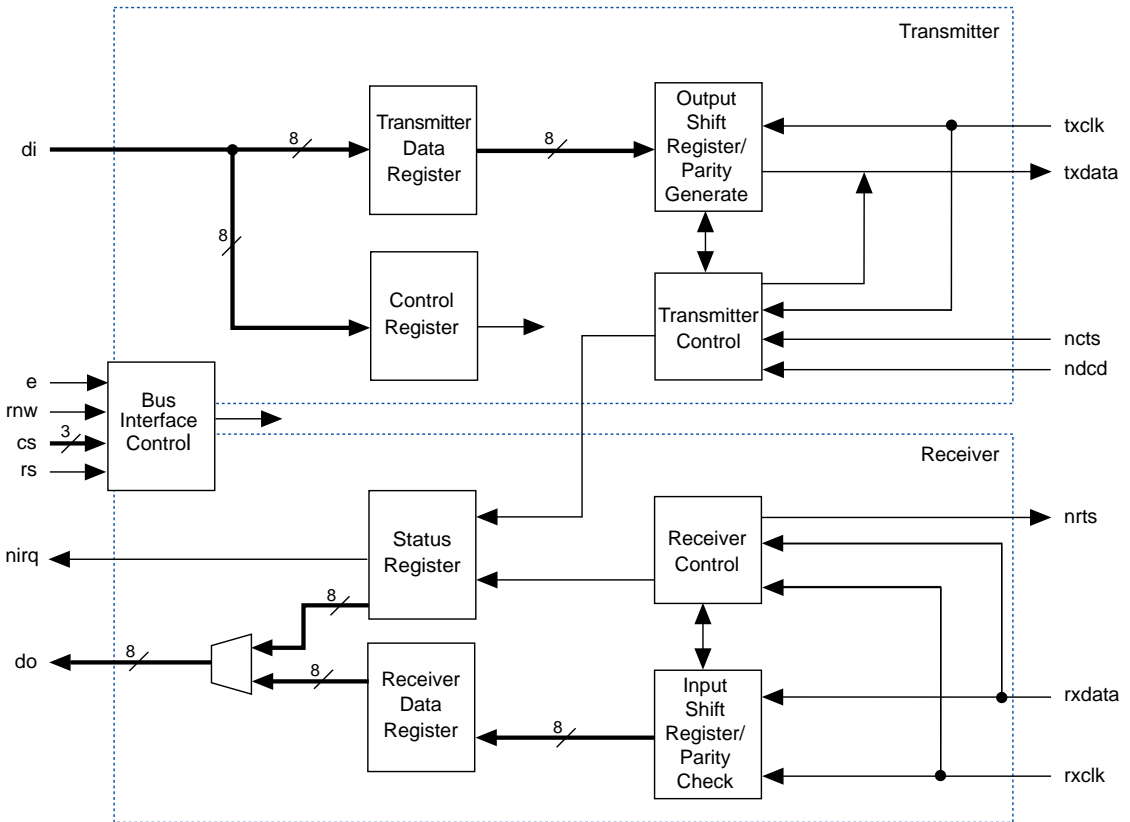 Transmitter
di
8
Transmitter
Data
Register
8
Output
Shift
Register/
Parity
Generate
txclk
txdata
8
Control
Register
Transmitter
Control
ncts
ndcd
e
rnw
cs
3
rs
Bus
Interface
Control
Receiver
Status
Register
Receiver
Control
nrts
nirq
8
do
8
8
Receiver
Data
Register
8
Input
Shift
Register/
Parity
Check
rxdata
rxclk